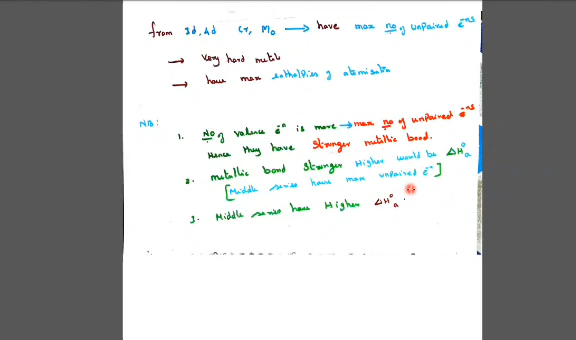 from 3d, 4d Cr, Mo → have max no of unpaired e-ns
→ Very hard metal
→ have max enthalpies of atomisation
NB:
1. No of valence e-n is more → max no of unpaired e-ns
Hence they have Stronger metallic bond.
2. metallic bond Stronger Higher would be ΔH°a
[Middle series have max unpaired e-n]
3. Middle series have Higher ΔH°a.